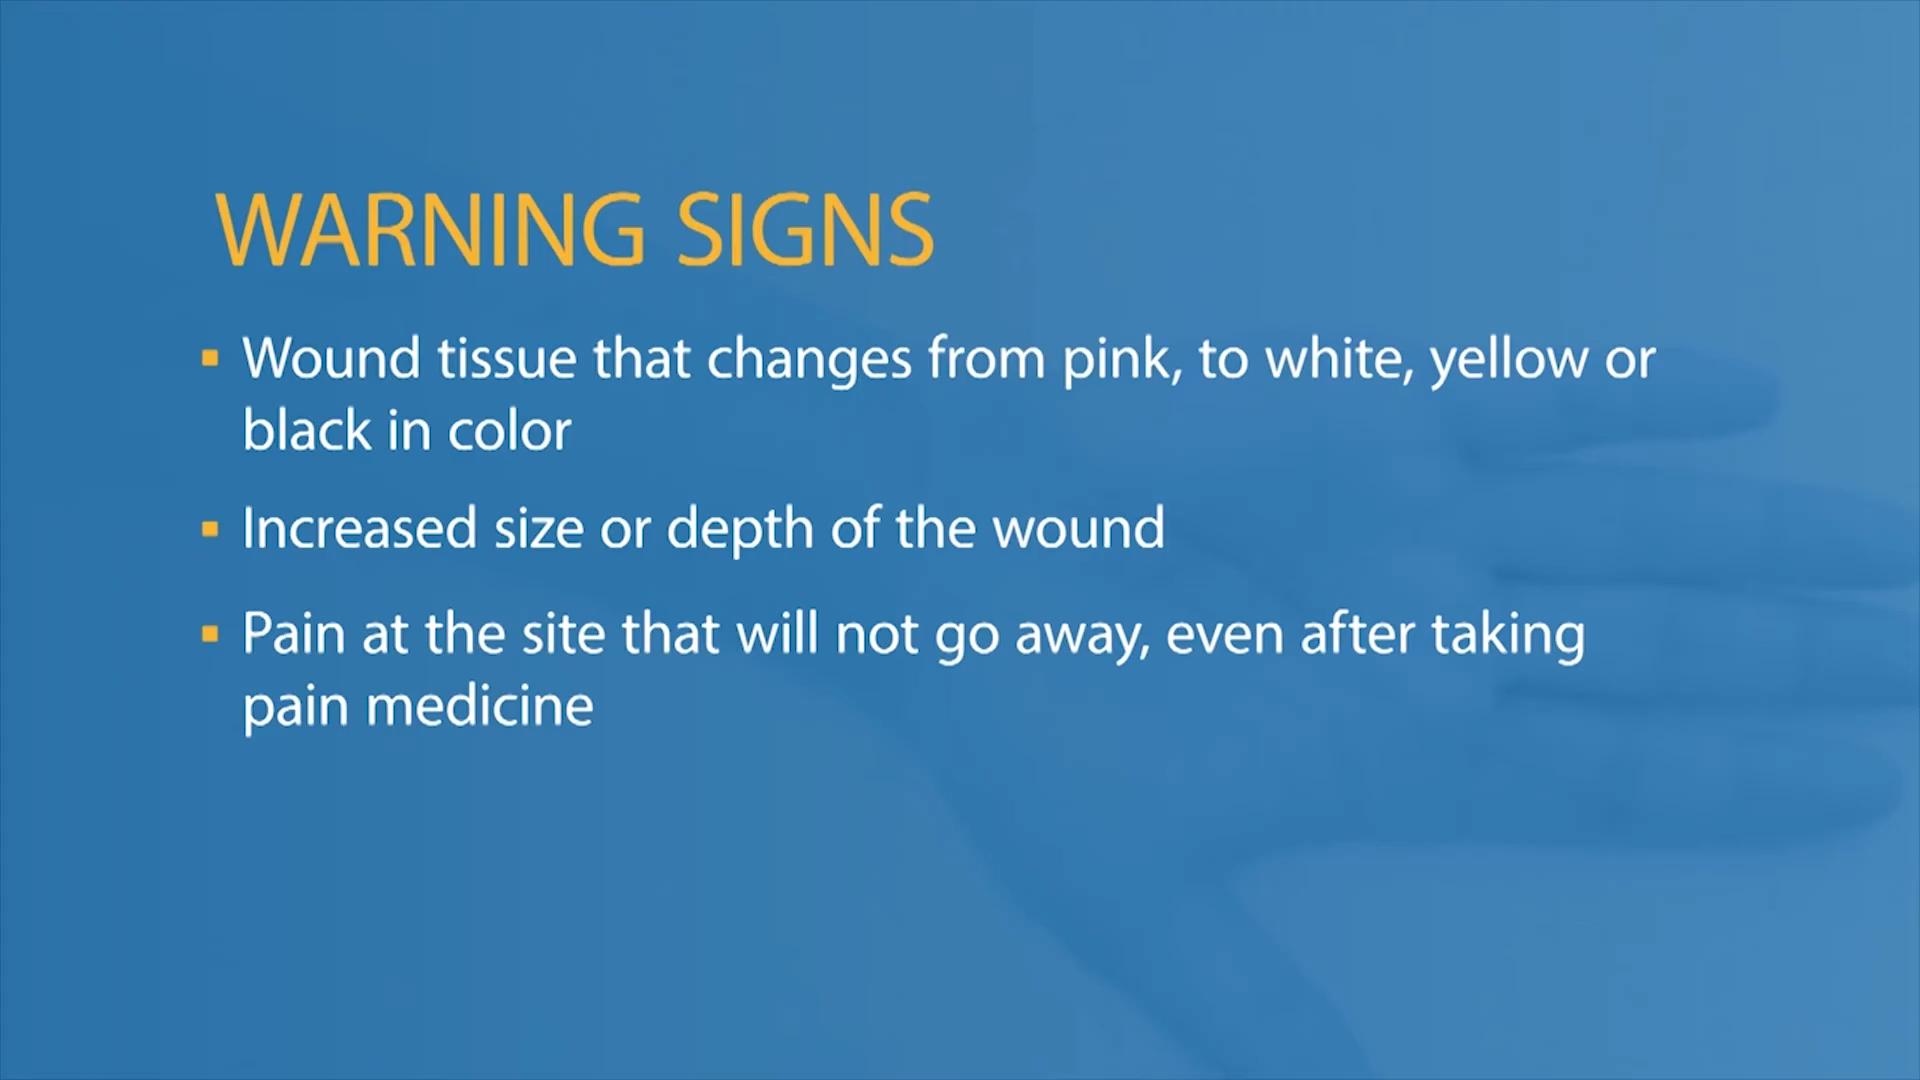 WARNING SIGNS
Wound tissue that changes from pink, to white, yellow or
black in color
Increased size or depth of the wound
Pain at the site that will not go away, even after taking
pain medicine